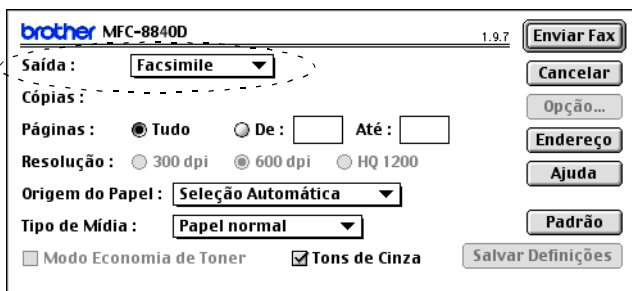 brother MFC-8840D 1.9.7 Enviar Fax
Saída : Facsimile
Cancelar
Cópias :
Opção...
Páginas : Tudo De : Até :
Endereço
Resolução : 300 dpi 600 dpi HQ 1200
Ajuda
Origem do Papel : Seleção Automática
Tipo de Mídia : Papel normal
Padrão
Modo Economia de Toner Tons de Cinza
Salvar Definições